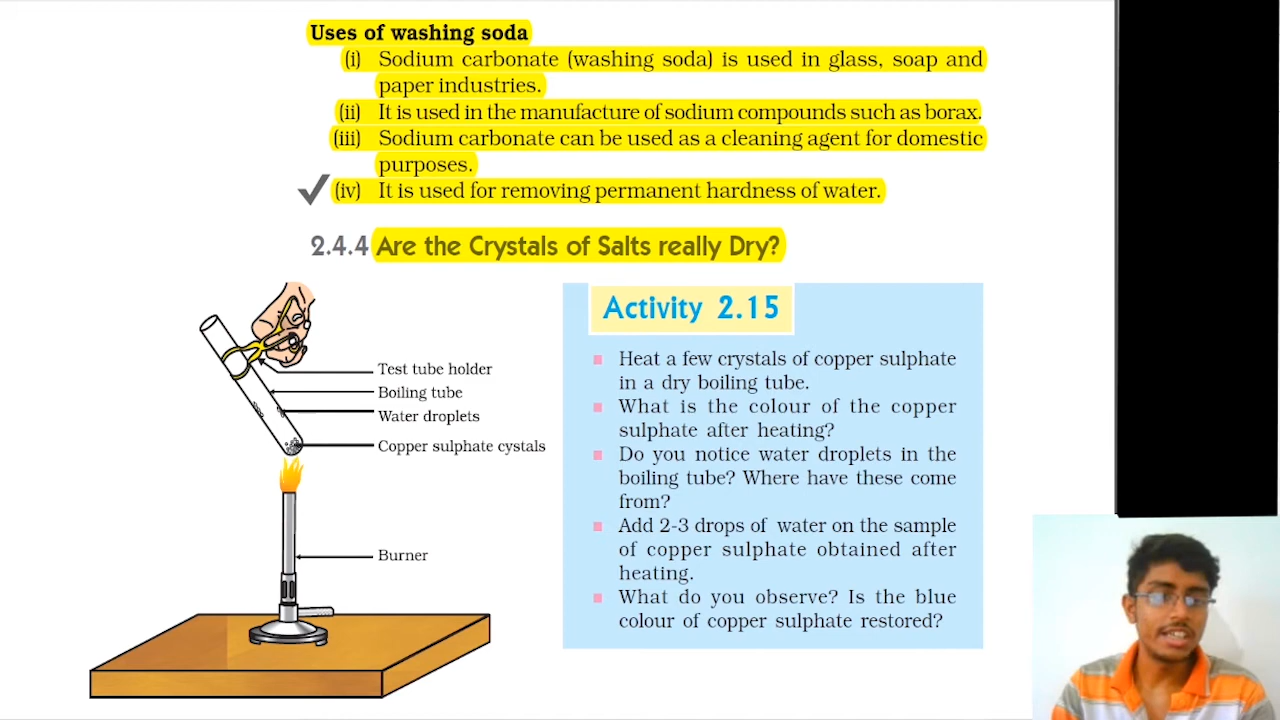 Uses of washing soda
(i) Sodium carbonate (washing soda) is used in glass, soap and
paper industries.
(ii) It is used in the manufacture of sodium compounds such as borax.
(iii) Sodium carbonate can be used as a cleaning agent for domestic
purposes.
(iv) It is used for removing permanent hardness of water.
2.4.4 Are the Crystals of Salts really Dry?
Test tube holder
Boiling tube
Water droplets
Copper sulphate cystals
Burner
Activity 2.15
Heat a few crystals of copper sulphate
in a dry boiling tube.
What is the colour of the copper
sulphate after heating?
Do you notice water droplets in the
boiling tube? Where have these come
from?
Add 2-3 drops of water on the sample
of copper sulphate obtained after
heating.
What do you observe? Is the blue
colour of copper sulphate restored?